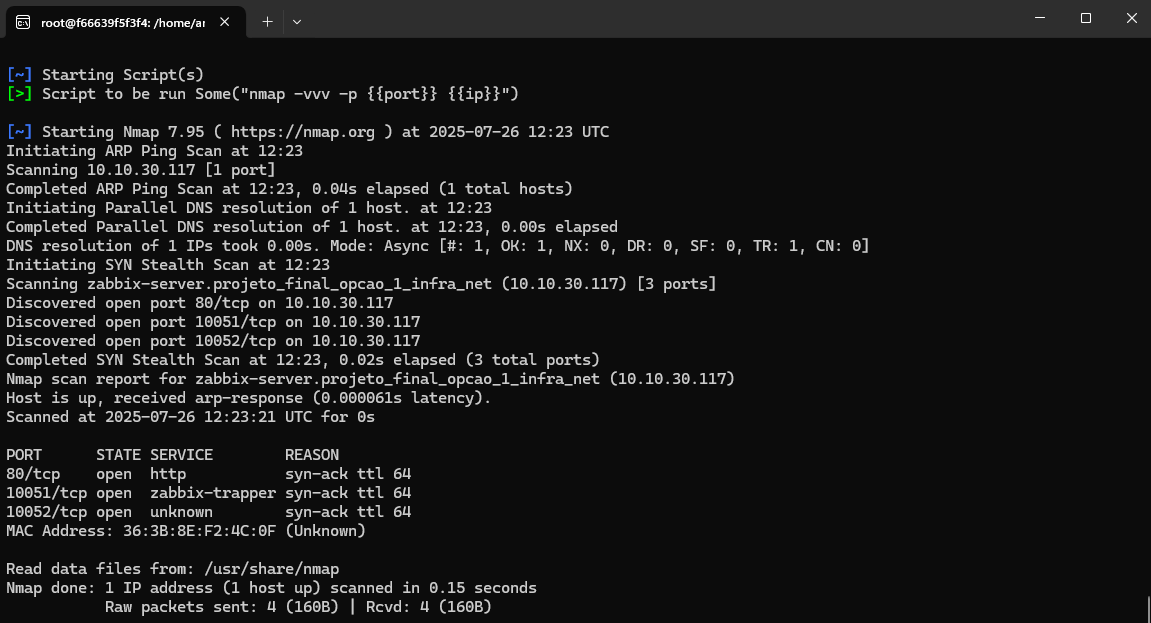 root@f66639f5f3f4: /home/ar
[~] Starting Script(s)
[>] Script to be run Some("nmap -vvv -p {{port}} {{ip}}")
[~] Starting Nmap 7.95 ( https://nmap.org ) at 2025-07-26 12:23 UTC
Initiating ARP Ping Scan at 12:23
Scanning 10.10.30.117 [1 port]
Completed ARP Ping Scan at 12:23, 0.04s elapsed (1 total hosts)
Initiating Parallel DNS resolution of 1 host. at 12:23
Completed Parallel DNS resolution of 1 host. at 12:23, 0.00s elapsed
DNS resolution of 1 IPs took 0.00s. Mode: Async [#: 1, OK: 1, NX: 0, DR: 0, SF: 0, TR: 1, CN: 0]
Initiating SYN Stealth Scan at 12:23
Scanning zabbix-server.projeto_final_opcao_1_infra_net (10.10.30.117) [3 ports]
Discovered open port 80/tcp on 10.10.30.117
Discovered open port 10051/tcp on 10.10.30.117
Discovered open port 10052/tcp on 10.10.30.117
Completed SYN Stealth Scan at 12:23, 0.02s elapsed (3 total ports)
Nmap scan report for zabbix-server.projeto_final_opcao_1_infra_net (10.10.30.117)
Host is up, received arp-response (0.000061s latency).
Scanned at 2025-07-26 12:23:21 UTC for 0s
PORT      STATE SERVICE        REASON
80/tcp    open  http           syn-ack ttl 64
10051/tcp open  zabbix-trapper syn-ack ttl 64
10052/tcp open  unknown        syn-ack ttl 64
MAC Address: 36:3B:8E:F2:4C:0F (Unknown)
Read data files from: /usr/share/nmap
Nmap done: 1 IP address (1 host up) scanned in 0.15 seconds
           Raw packets sent: 4 (160B) | Rcvd: 4 (160B)